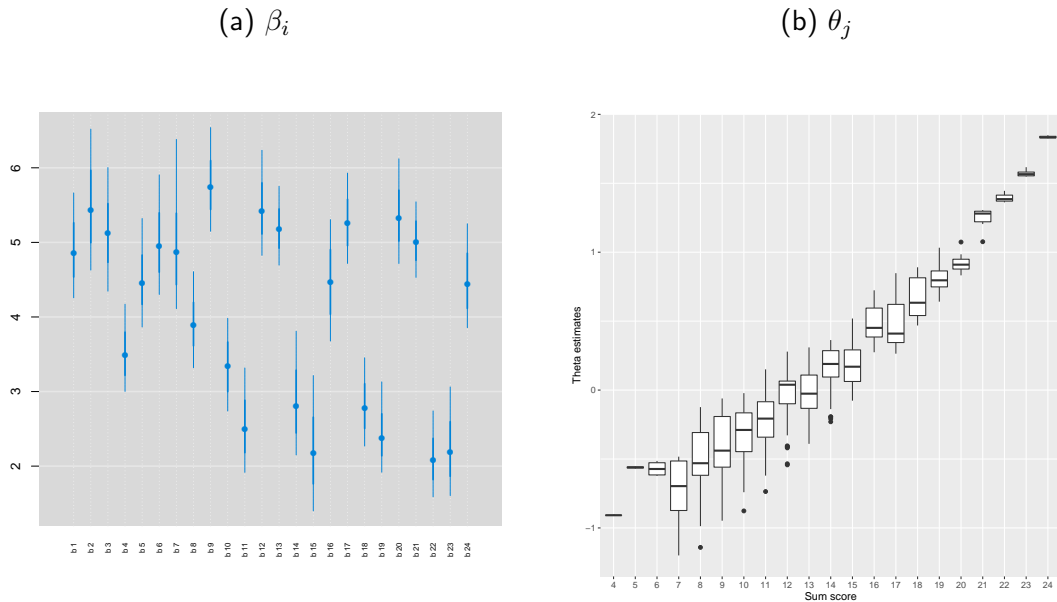 (a) βᵢ
(b) θⱼ
6
5
4
3
2
b 1
b 2
b 3
b 4
b 5
b 6
b 7
b 8
b 9
b 10
b 11
b 12
b 13
b 14
b 15
b 16
b 17
b 18
b 19
b 20
b 21
b 22
b 23
b 24
Theta estimates
2
1
0
−1
4 5 6 7 8 9 10 11 12 13 14 15 16 17 18 19 20 21 22 23 24
Sum score